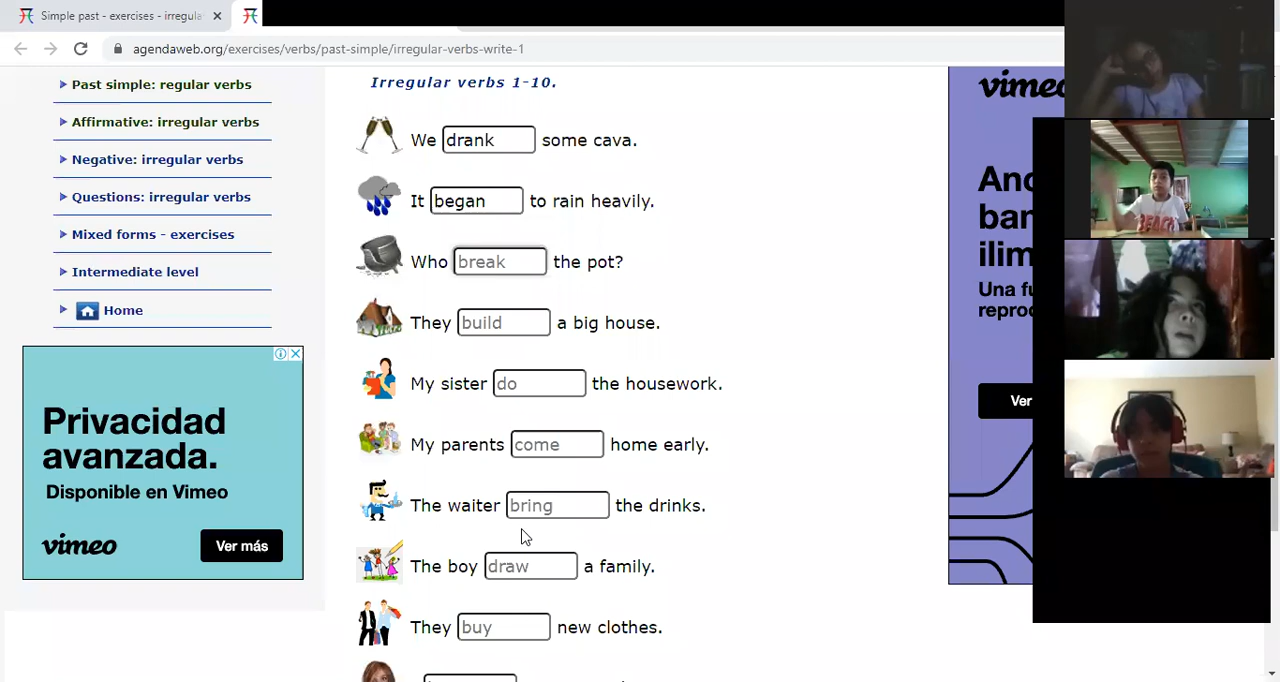 Simple past - exercises - irregula
agendaweb.org/exercises/verbs/past-simple/irregular-verbs-write-1
Past simple: regular verbs
Affirmative: irregular verbs
Negative: irregular verbs
Questions: irregular verbs
Mixed forms - exercises
Intermediate level
Home
Privacidad
avanzada.
Disponible en Vimeo
vimeo
Ver más
Irregular verbs 1-10.
We drank some cava.
It began to rain heavily.
Who break the pot?
They build a big house.
My sister do the housework.
My parents come home early.
The waiter bring the drinks.
The boy draw a family.
They buy new clothes.
vimeo
Anc
ban
ilim
Una fu
reproc
Ver